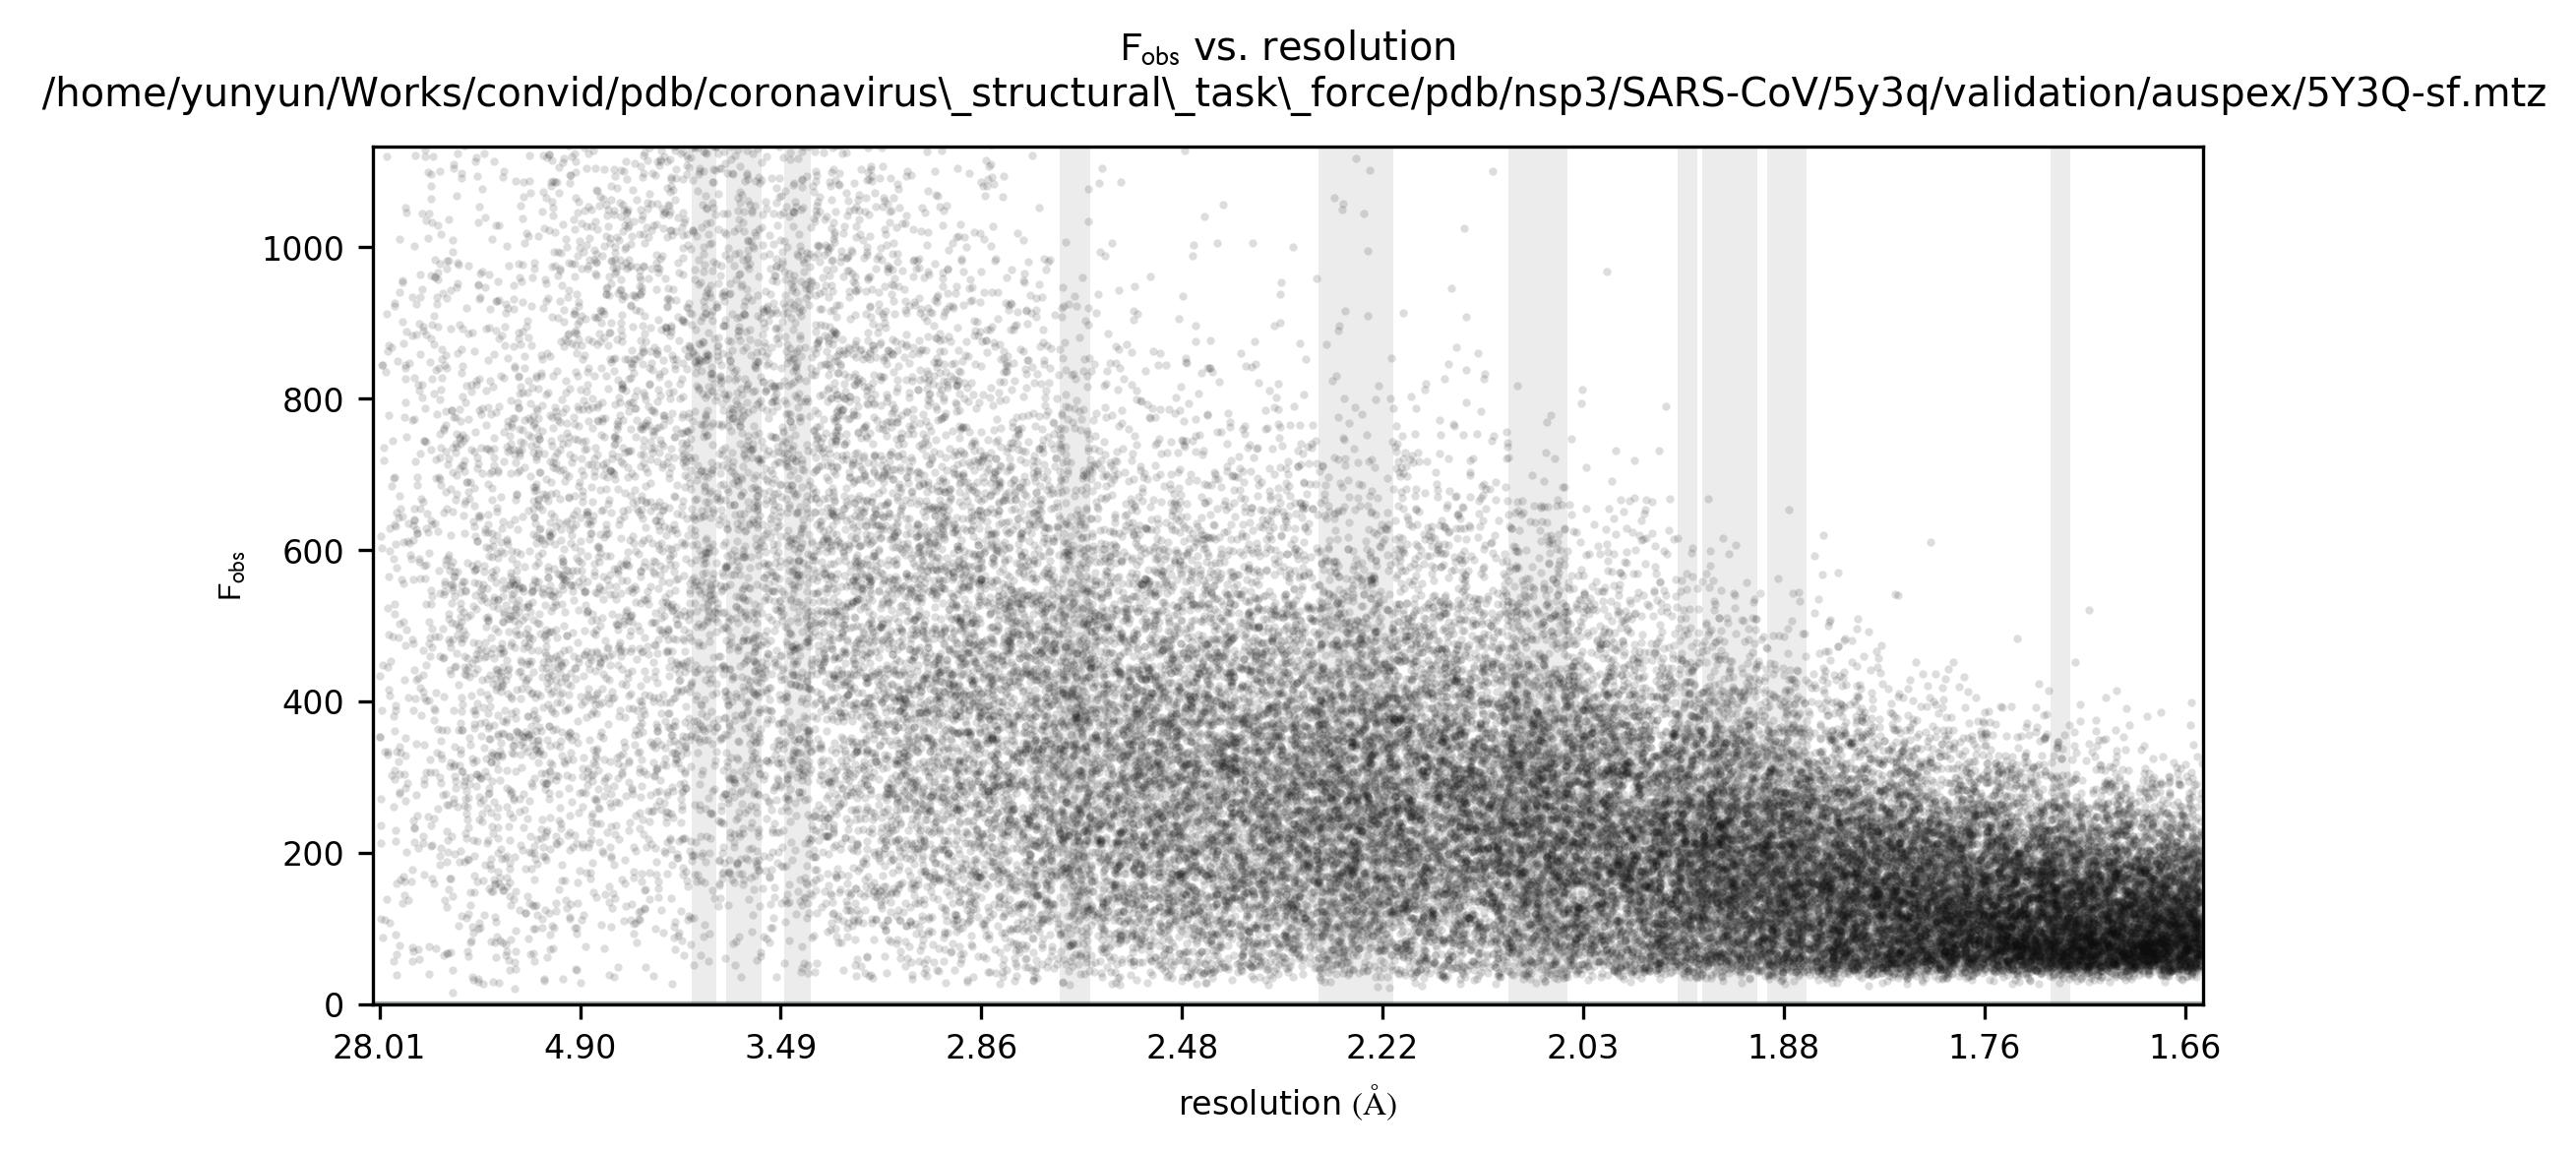 F_obs vs. resolution
/home/yunyun/Works/convid/pdb/coronavirus\_structural\_task\_force/pdb/nsp3/SARS-CoV/5y3q/validation/auspex/5Y3Q-sf.mtz
F_obs
1000
800
600
400
200
0
28.01 4.90 3.49 2.86 2.48 2.22 2.03 1.88 1.76 1.66
resolution (Å)